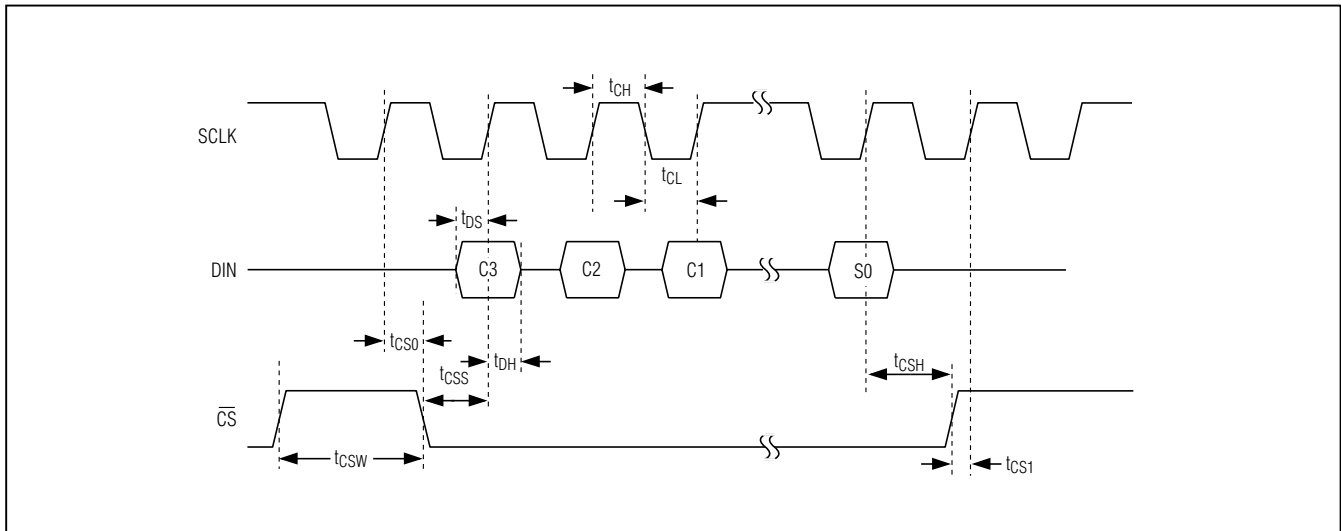 tCH
SCLK
tCL
tDS
DIN
C3
C2
C1
S0
tCS0
tDH
tCSS
tCSH
CS
tCSW
tCS1